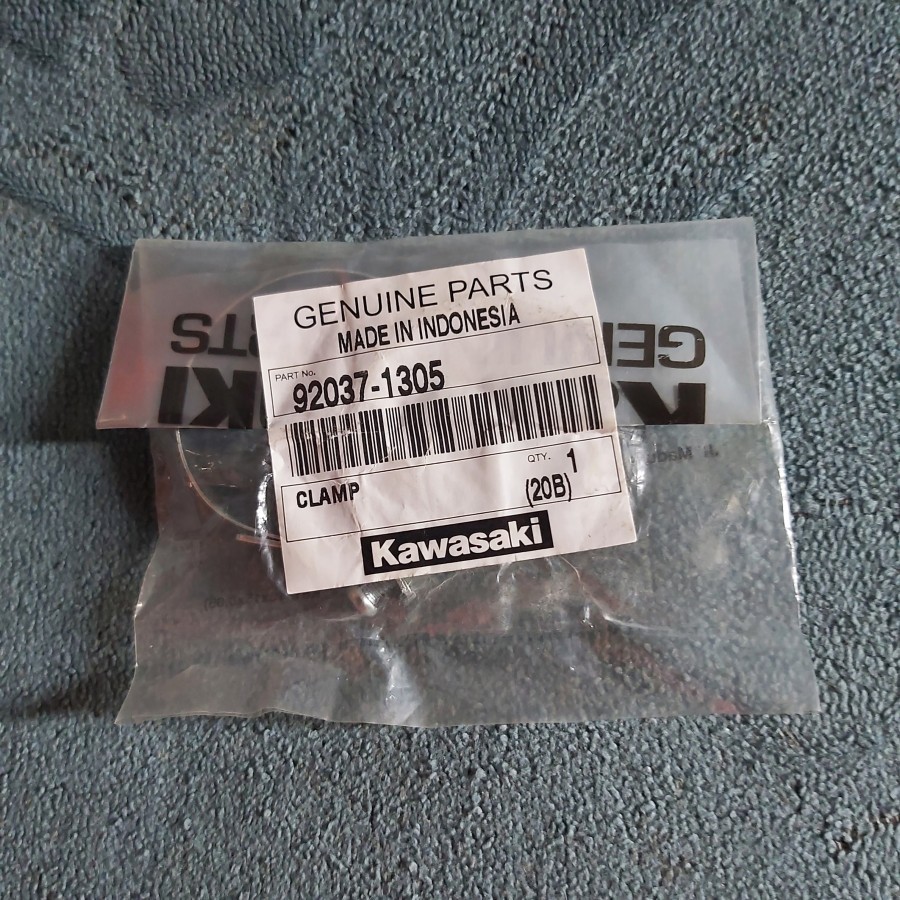 GENUINE PARTS
MADE IN INDONESIA
PART No.
92037-1305
QTY. 1
CLAMP (20B)
Kawasaki